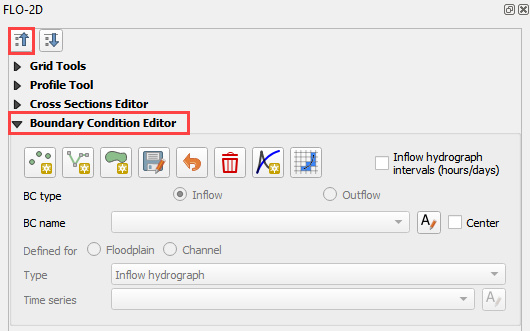 FLO-2D
Grid Tools
Profile Tool
Cross Sections Editor
Boundary Condition Editor
Inflow hydrograph
intervals (hours/days)
BC type Inflow Outflow
BC name A Center
Defined for Floodplain Channel
Type Inflow hydrograph
Time series A